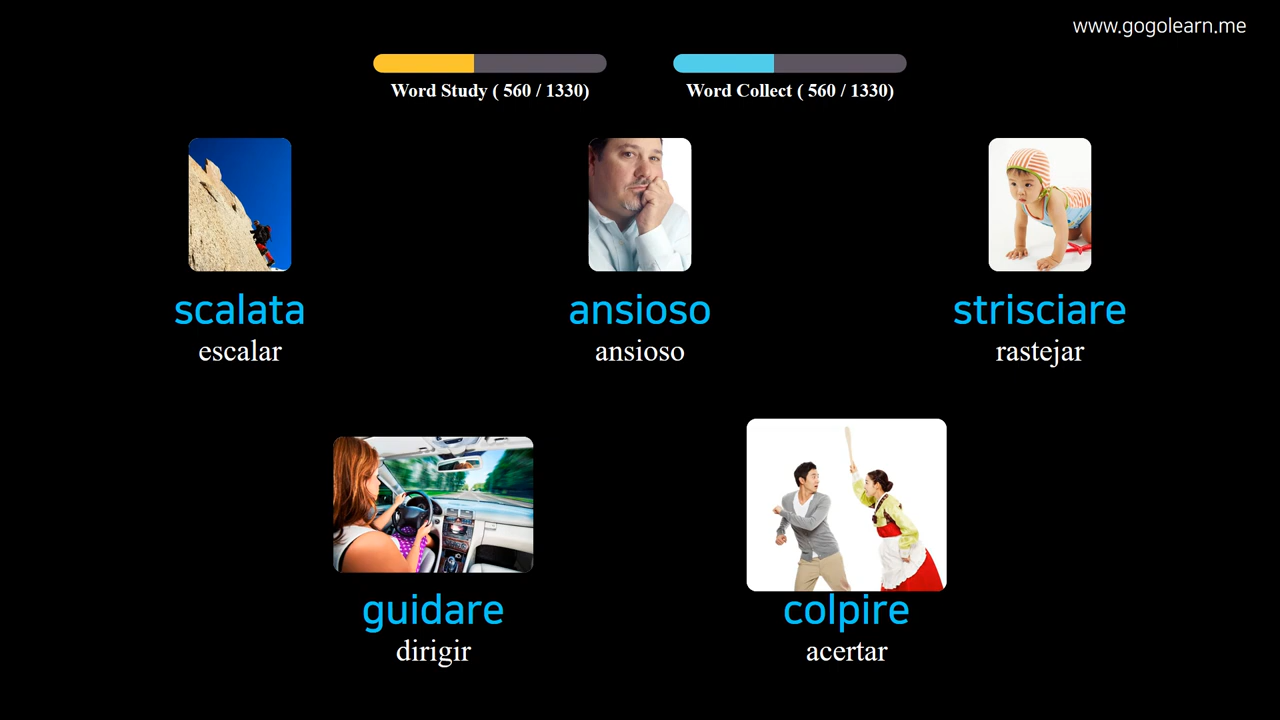 www.gogolearn.me
Word Study ( 560 / 1330)
Word Collect ( 560 / 1330)
scalata
escalar
ansioso
ansioso
strisciare
rastejar
guidare
dirigir
colpire
acertar